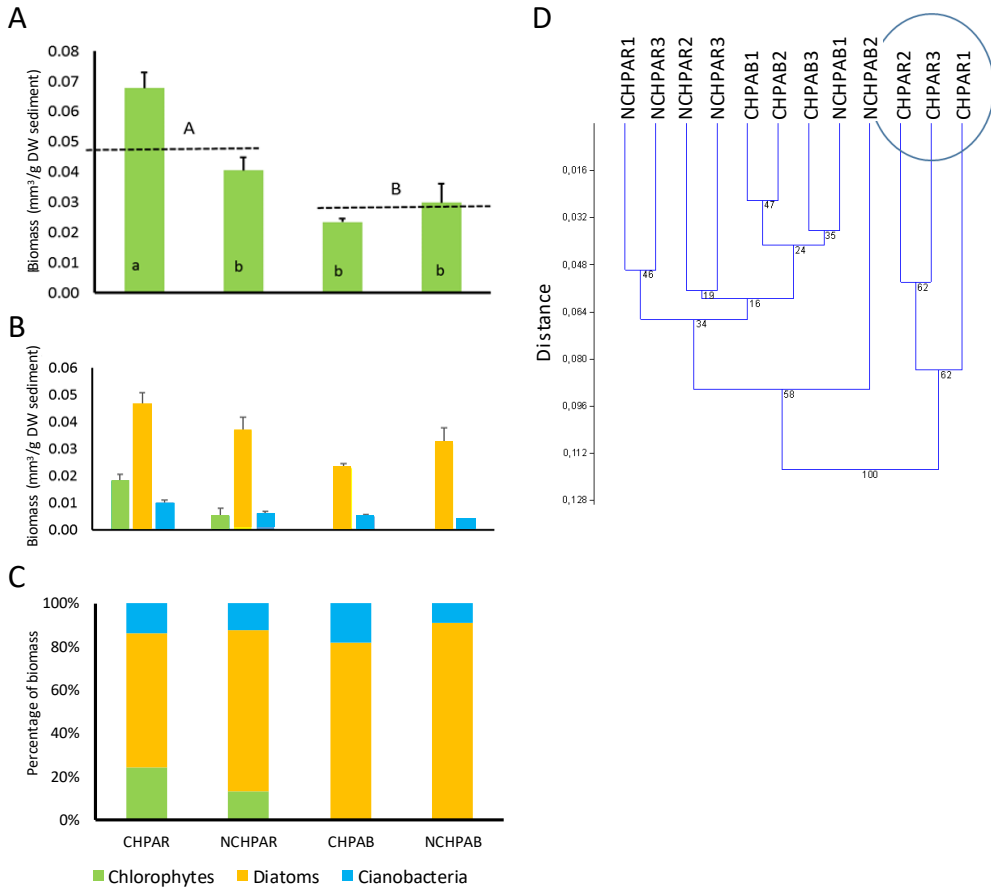 A
Biomass (mm³/g DW sediment)
0.08
0.07
0.06
0.05
0.04
0.03
0.02
0.01
0.00
A
B
a
b
b
b
B
Biomass (mm³/g DW sediment)
0.06
0.05
0.04
0.03
0.02
0.01
0.00
C
Percentage of biomass
100%
80%
60%
40%
20%
0%
CHPAR
NCHPAR
CHPAB
NCHPAB
Chlorophytes
Diatoms
Cianobacteria
D
NCHPAR1
NCHPAR3
NCHPAR2
NCHPAR3
CHPAB1
CHPAB2
CHPAB3
NCHPAB1
NCHPAB2
CHPAR2
CHPAR3
CHPAR1
Distance
0,016
0,032
0,048
0,064
0,080
0,096
0,112
0,128
47
35
24
46
19
16
34
62
62
58
100